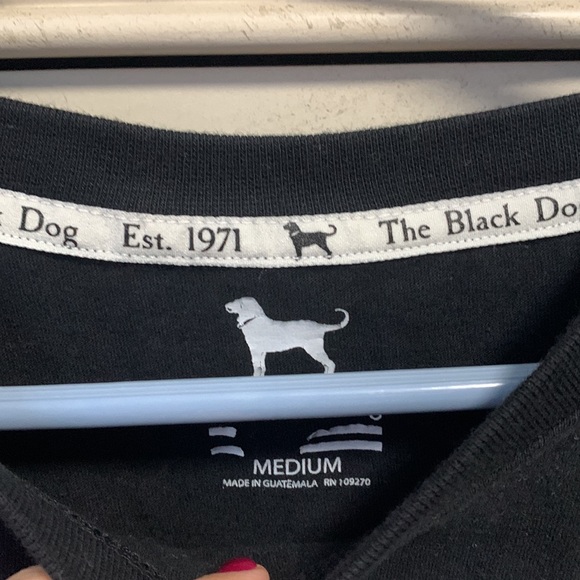 Dog Est. 1971 The Black Do
MEDIUM
MADE IN GUATEMALA RN 109270